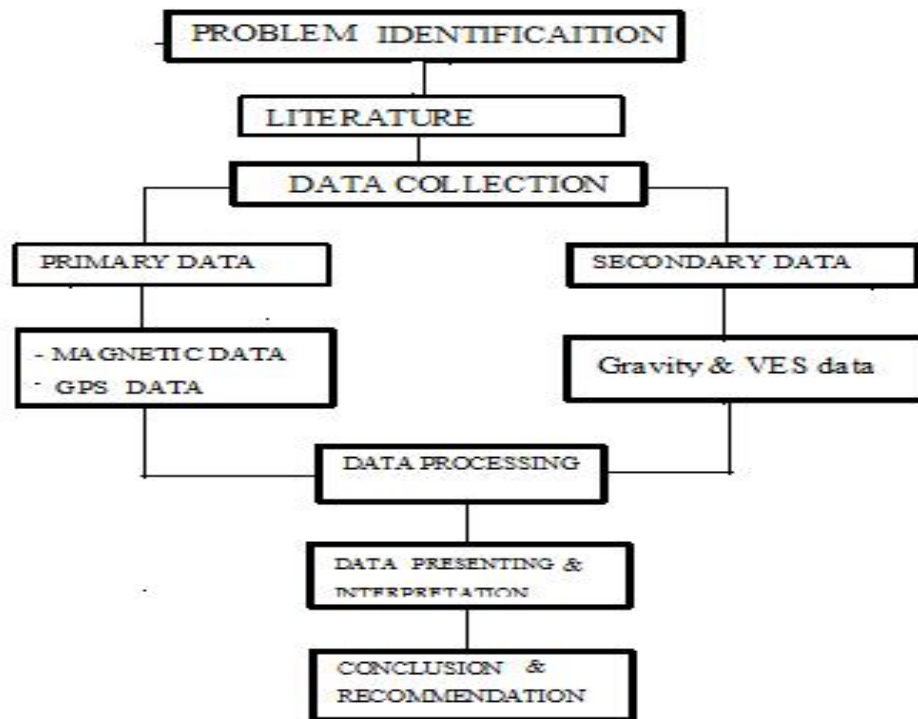 PROBLEM IDENTIFICAITION
LITERATURE
DATA COLLECTION
PRIMARY DATA
SECONDARY DATA
- MAGNETIC DATA
- GPS DATA
Gravity & VES data
DATA PROCESSING
DATA PRESENTING &
INTERPRETATION
CONCLUSION &
RECOMMENDATION